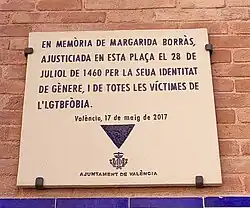 EN MEMÒRIA DE MARGARIDA BORRÀS,
AJUSTICIADA EN ESTA PLAÇA EL 28 DE
JULIOL DE 1460 PER LA SEUA IDENTITAT
DE GÈNERE, I DE TOTES LES VÍCTIMES DE
L'LGTBFÒBIA.
València, 17 de maig de 2017
AJUNTAMENT DE VALÈNCIA